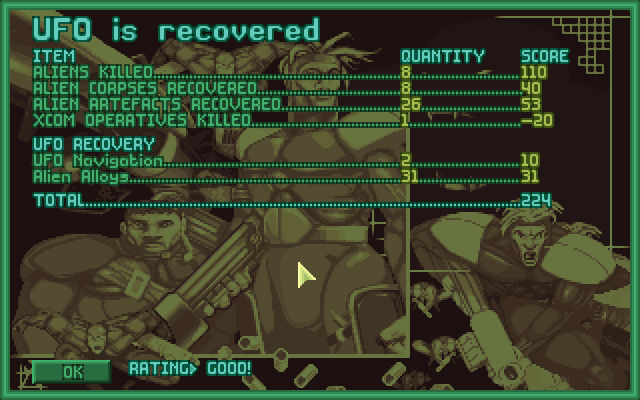 UFO is recovered
ITEM QUANTITY SCORE
ALIENS KILLED 8 110
ALIEN CORPSES RECOVERED 8 40
ALIEN ARTEFACTS RECOVERED 26 53
XCOM OPERATIVES KILLED 1 -20
UFO RECOVERY
UFO Navigation 2 10
Alien Alloys 31 31
TOTAL 224
OK RATING> GOOD!